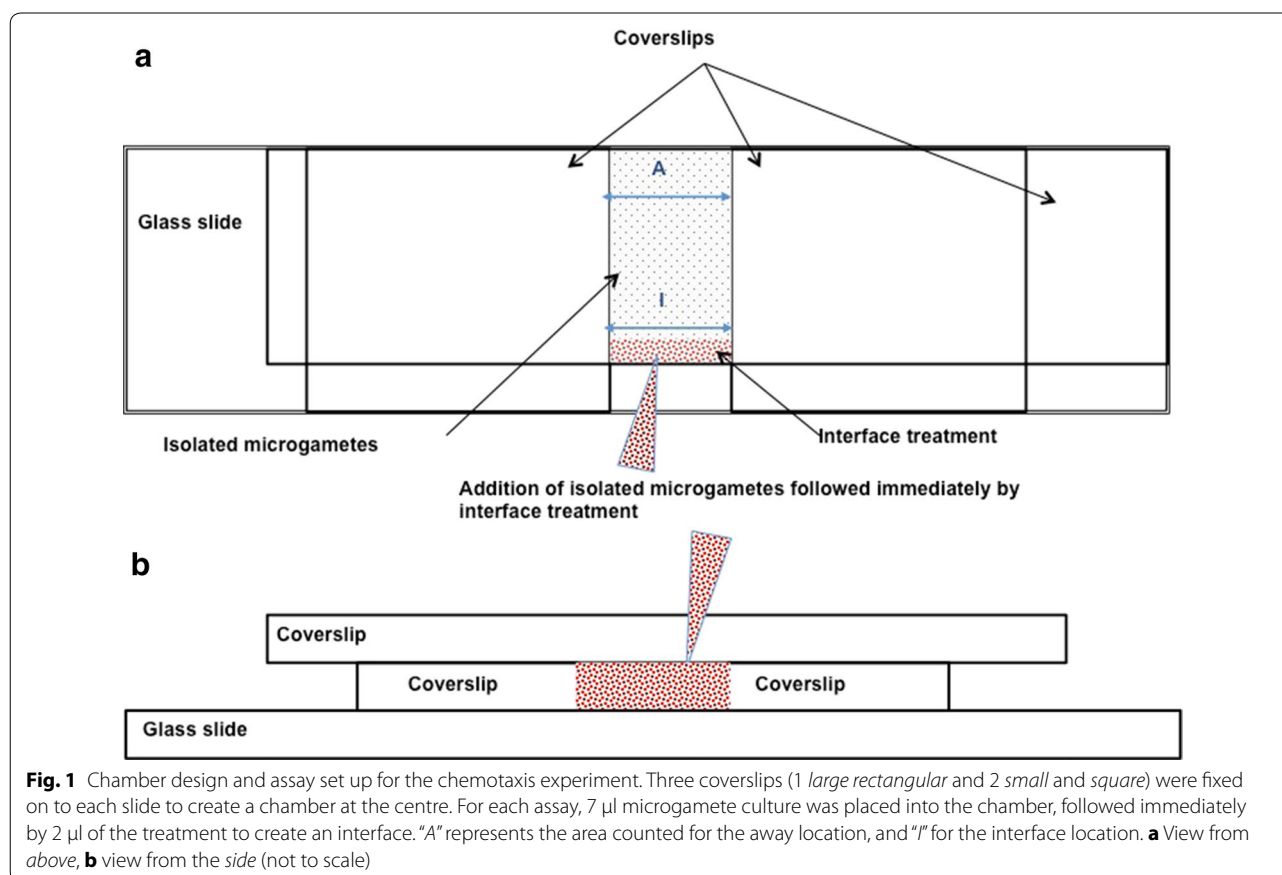 a
Coverslips
A
Glass slide
I
Isolated microgametes
Interface treatment
Addition of isolated microgametes followed immediately by
interface treatment
b
Coverslip
Coverslip
Coverslip
Glass slide
Fig. 1 Chamber design and assay set up for the chemotaxis experiment. Three coverslips (1 large rectangular and 2 small and square) were fixed
on to each slide to create a chamber at the centre. For each assay, 7 µl microgamete culture was placed into the chamber, followed immediately
by 2 µl of the treatment to create an interface. “A” represents the area counted for the away location, and “I” for the interface location. a View from
above, b view from the side (not to scale)